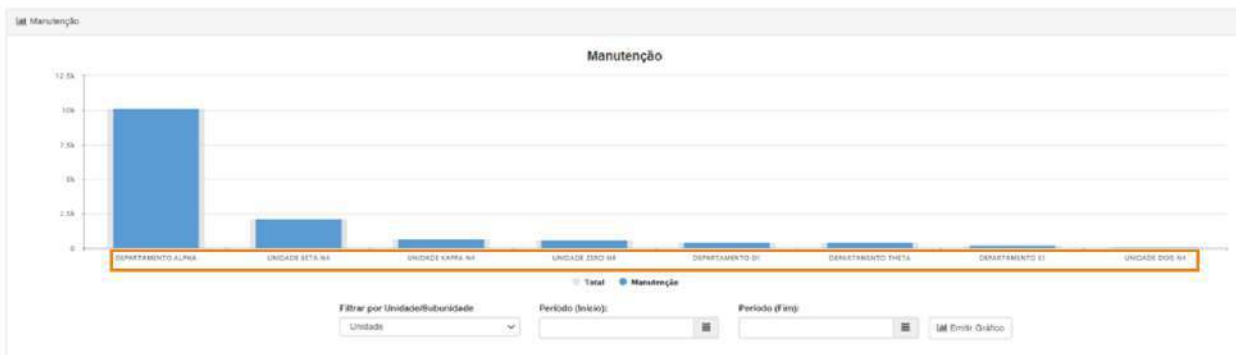 Manutenção
Manutenção
12.5k
10k
7.5k
5k
2.5k
0
DEPARTAMENTO ALPHA UNIDADE BETA N4 UNIDADE KAPPA N4 UNIDADE ZERO N4 DEPARTAMENTO DEPARTAMENTO THETA DEPARTAMENTO UNIDADE DOIS N4
Total Manutenção
Filtrar por Unidade/Subunidade Período (Início): Período (Fim):
Unidade Emitir Gráfico